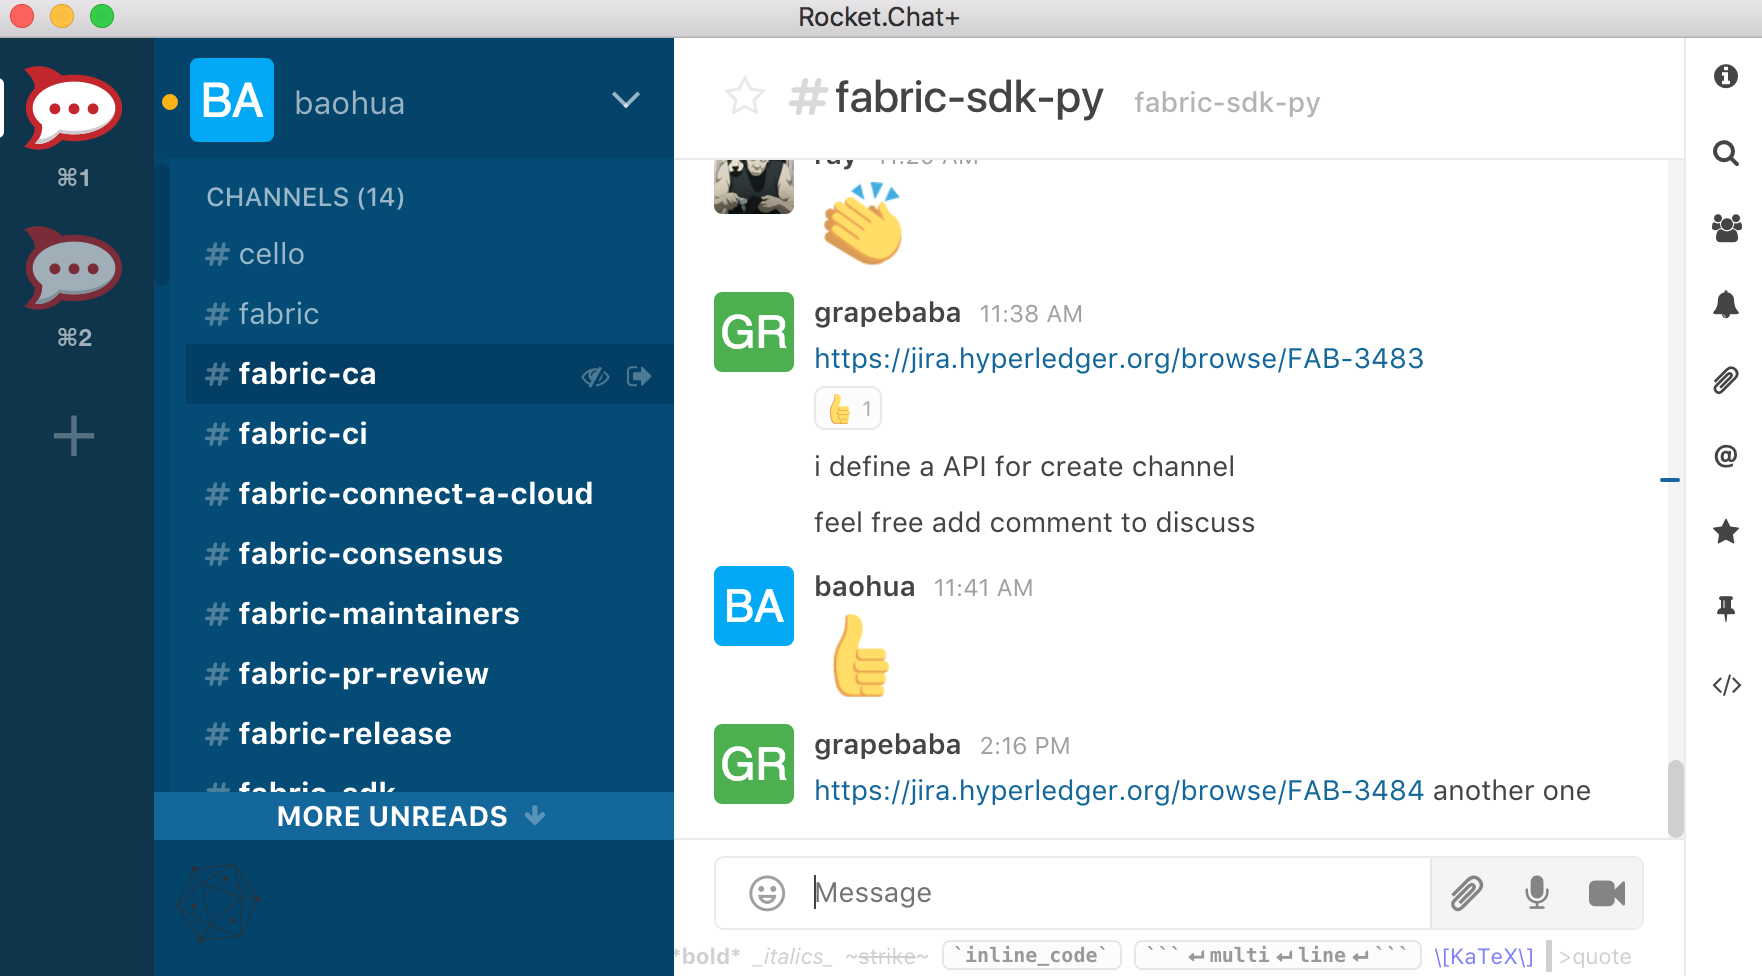 Rocket.Chat+
⌘1
⌘2
BA baohua
CHANNELS (14)
# cello
# fabric
# fabric-ca
# fabric-ci
# fabric-connect-a-cloud
# fabric-consensus
# fabric-maintainers
# fabric-pr-review
# fabric-release
# fabric-sdk
MORE UNREADS
#fabric-sdk-py fabric-sdk-py
ray
GR grapebaba 11:38 AM
https://jira.hyperledger.org/browse/FAB-3483
1
i define a API for create channel
feel free add comment to discuss
BA baohua 11:41 AM
GR grapebaba 2:16 PM
https://jira.hyperledger.org/browse/FAB-3484 another one
Message
*bold* _italics_ ~strike~ `inline_code` ```↵multi↵line↵``` \[KaTeX\] >quote
@
</>